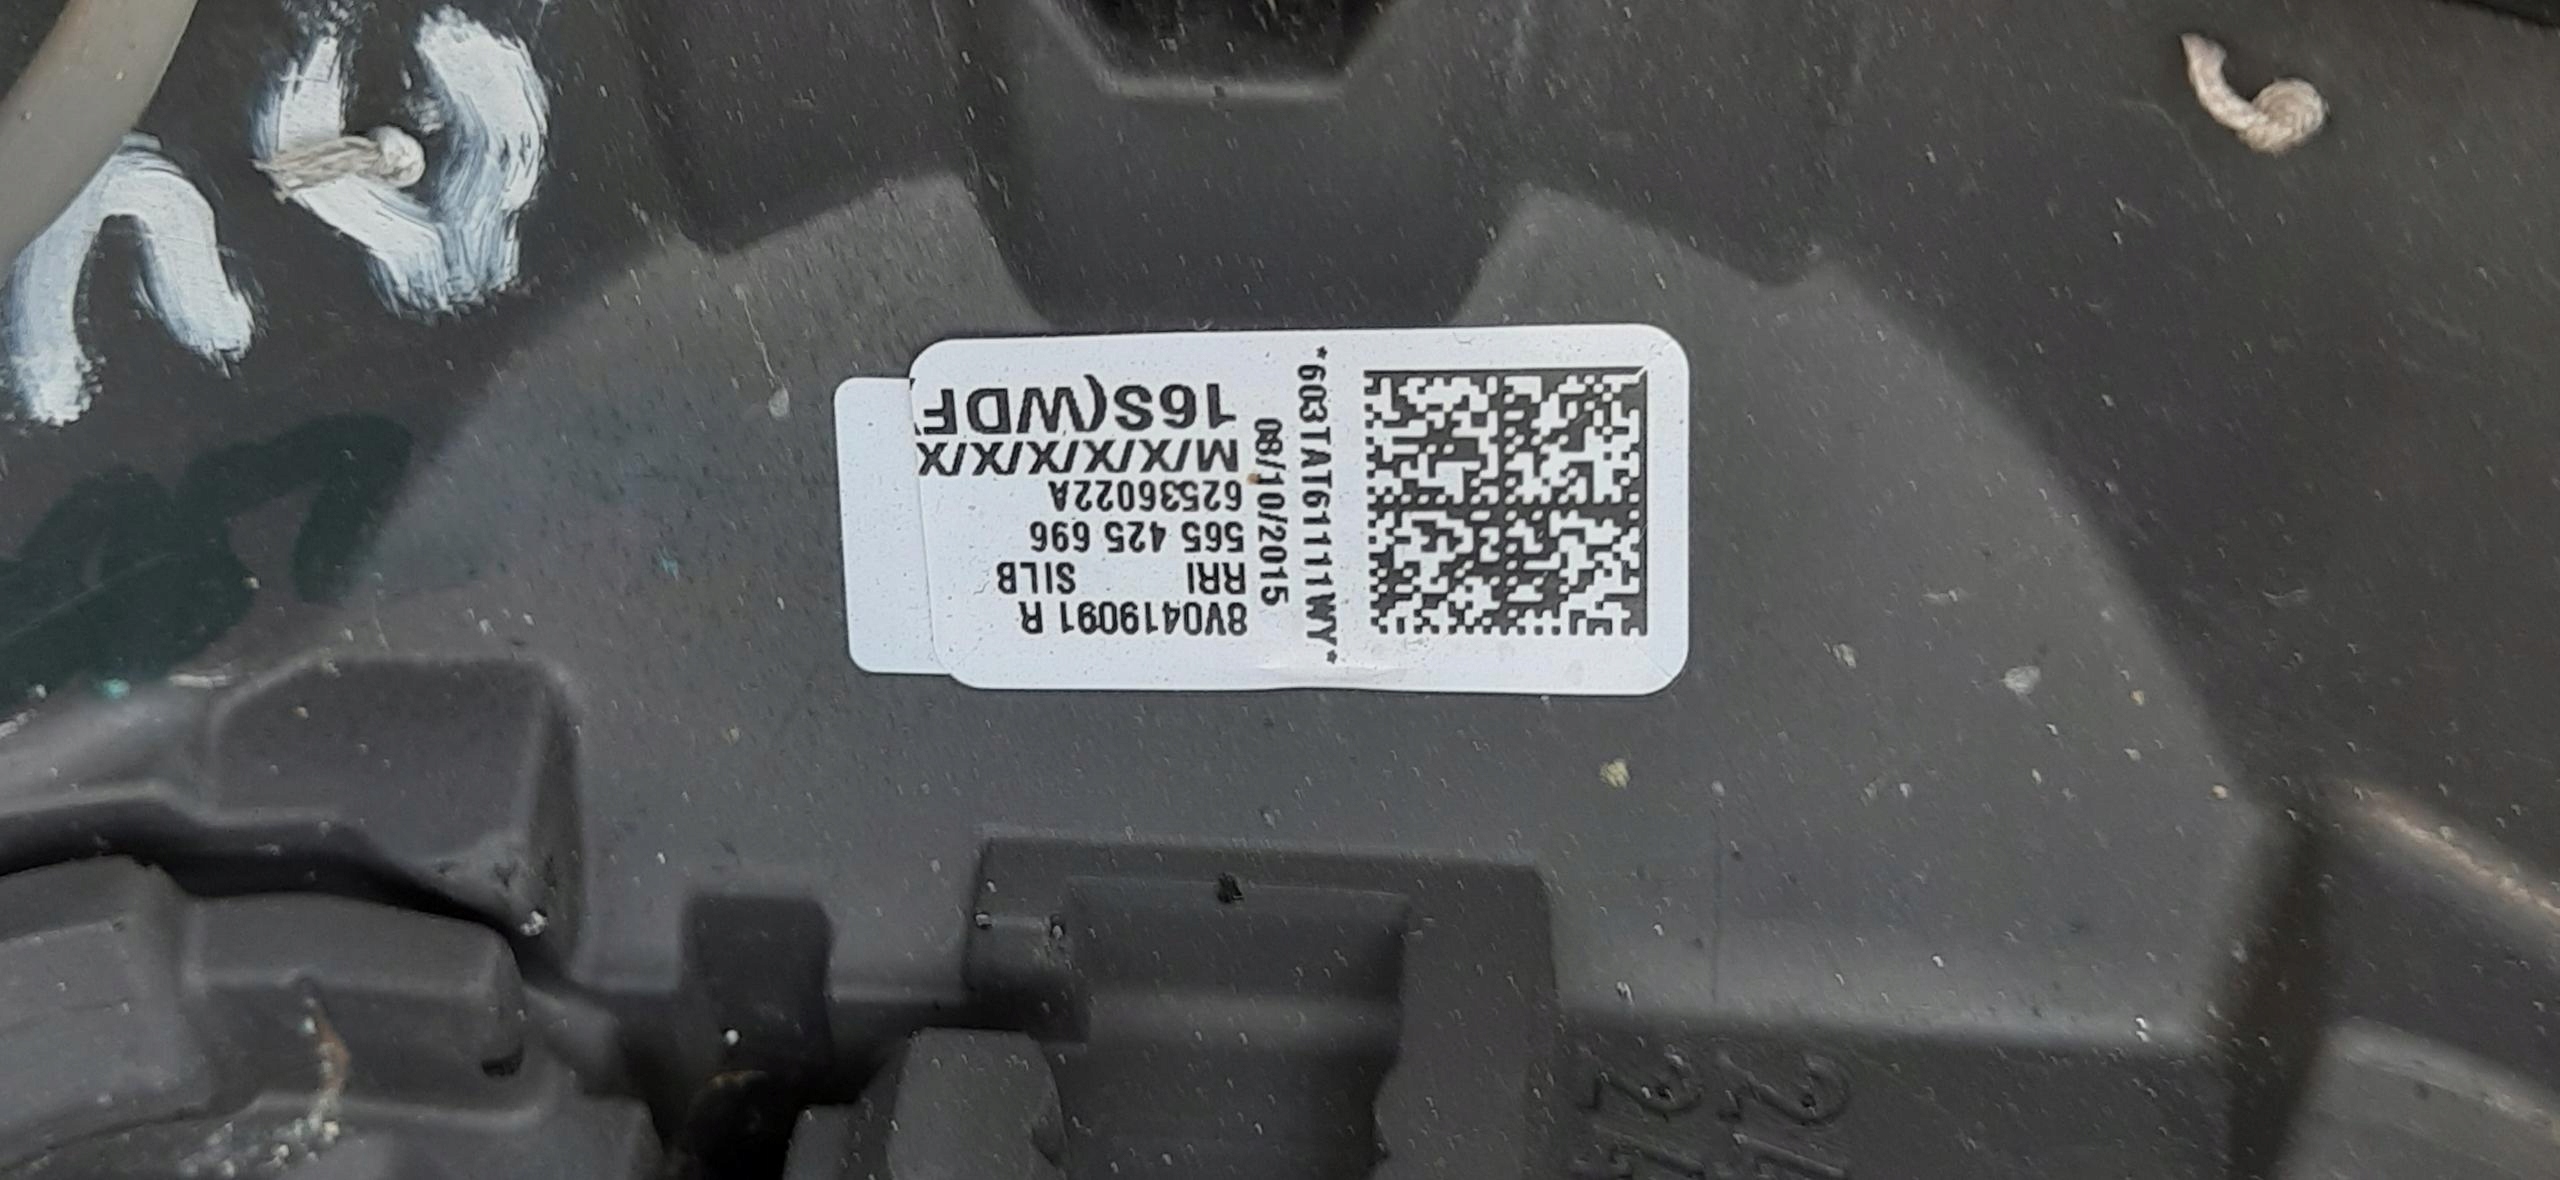 8V0419091 R
RRI SILB
565 425 696
62536022A
M/X/X/X/X/X/X
16S(WDF)
08/10/2015
*603TAT61111WY*